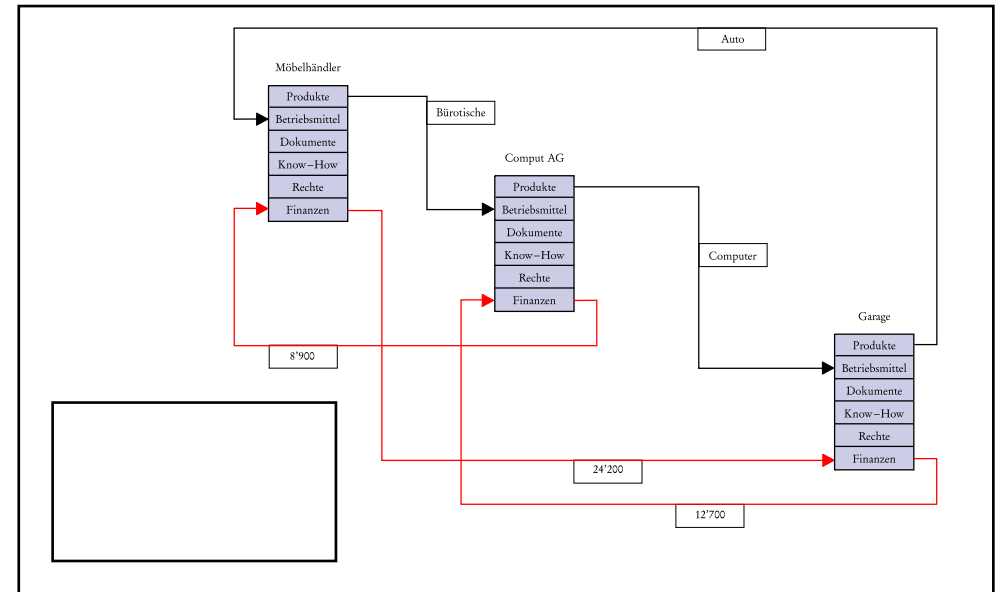 Auto
Möbelhändler
Produkte
Betriebsmittel
Dokumente
Know–How
Rechte
Finanzen
Bürotische
Comput AG
Produkte
Betriebsmittel
Dokumente
Know–How
Rechte
Finanzen
Computer
Garage
Produkte
Betriebsmittel
Dokumente
Know–How
Rechte
Finanzen
8’900
24’200
12’700